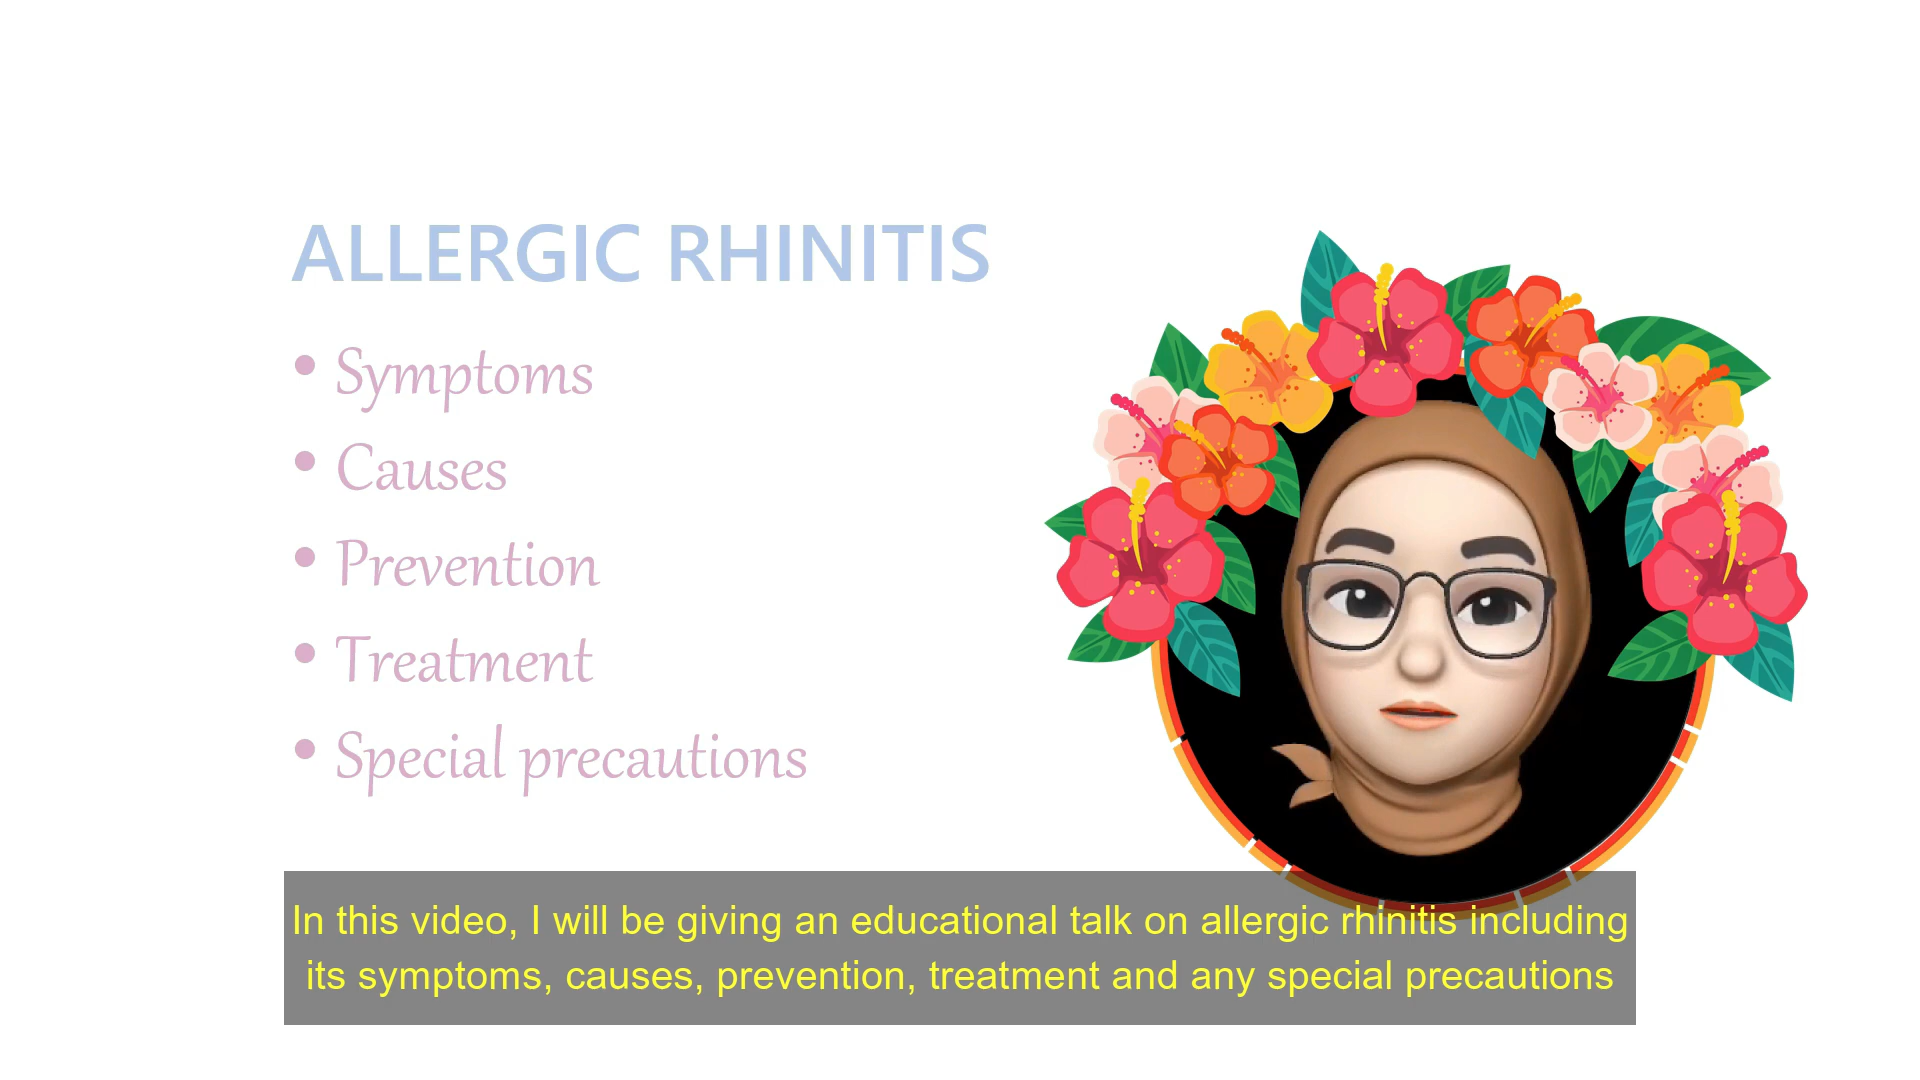 ALLERGIC RHINITIS
• Symptoms
• Causes
• Prevention
• Treatment
• Special precautions
In this video, I will be giving an educational talk on allergic rhinitis including
its symptoms, causes, prevention, treatment and any special precautions